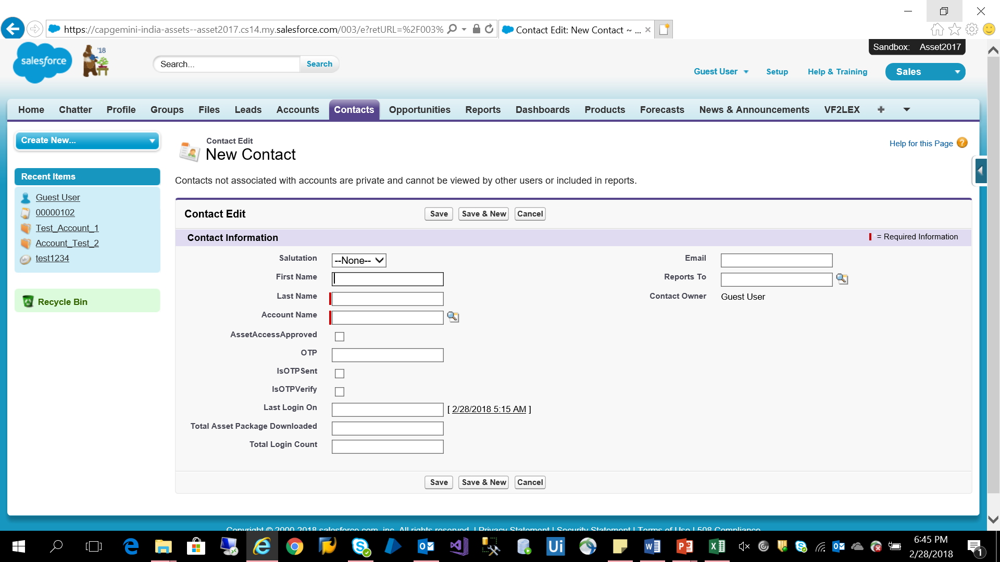 https://capgemini-india-assets--asset2017.cs14.my.salesforce.com/003/e?retURL=%2F003%
Contact Edit: New Contact ~ ...
Sandbox: Asset2017
salesforce
'18
Search...
Search
Guest User
Setup
Help & Training
Sales
Home Chatter Profile Groups Files Leads Accounts Contacts Opportunities Reports Dashboards Products Forecasts News & Announcements VF2LEX
Create New...
Recent Items
Guest User
00000102
Test_Account_1
Account_Test_2
test1234
Recycle Bin
Contact Edit
New Contact
Help for this Page
Contacts not associated with accounts are private and cannot be viewed by other users or included in reports.
Contact Edit
Save Save & New Cancel
Contact Information
= Required Information
Salutation --None--
First Name
Last Name
Account Name
AssetAccessApproved
OTP
IsOTPSent
IsOTPVerify
Last Login On [ 2/28/2018 5:15 AM ]
Total Asset Package Downloaded
Total Login Count
Email
Reports To
Contact Owner Guest User
Save Save & New Cancel
Copyright © 2000-2018 salesforce.com, inc. All rights reserved. | Privacy Statement | Security Statement | Terms of Use | 508 Compliance
Ui
6:45 PM
2/28/2018
1